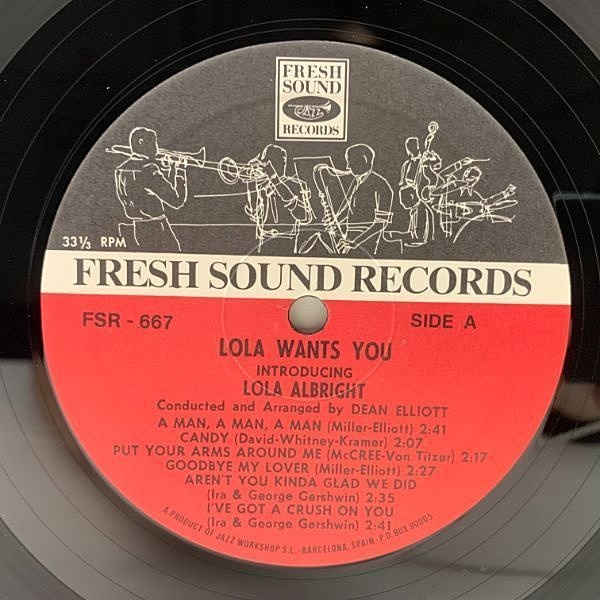 FRESH
SOUND
JAZZ
RECORDS
33⅓ RPM
FRESH SOUND RECORDS
FSR - 667
SIDE A
LOLA WANTS YOU
INTRODUCING
LOLA ALBRIGHT
Conducted and Arranged by DEAN ELLIOTT
A MAN, A MAN, A MAN (Miller-Elliott) 2:41
CANDY (David-Whitney-Kramer) 2:07
PUT YOUR ARMS AROUND ME (McCREE-Von Tilzer) 2:17
GOODBYE MY LOVER (Miller-Elliott) 2:27
AREN'T YOU KINDA GLAD WE DID
(Ira & George Gershwin) 2:35
I'VE GOT A CRUSH ON YOU
(Ira & George Gershwin) 2:41
A PRODUCT OF JAZZ WORKSHOP S.L. - BARCELONA, SPAIN - P.O. BOX 90005